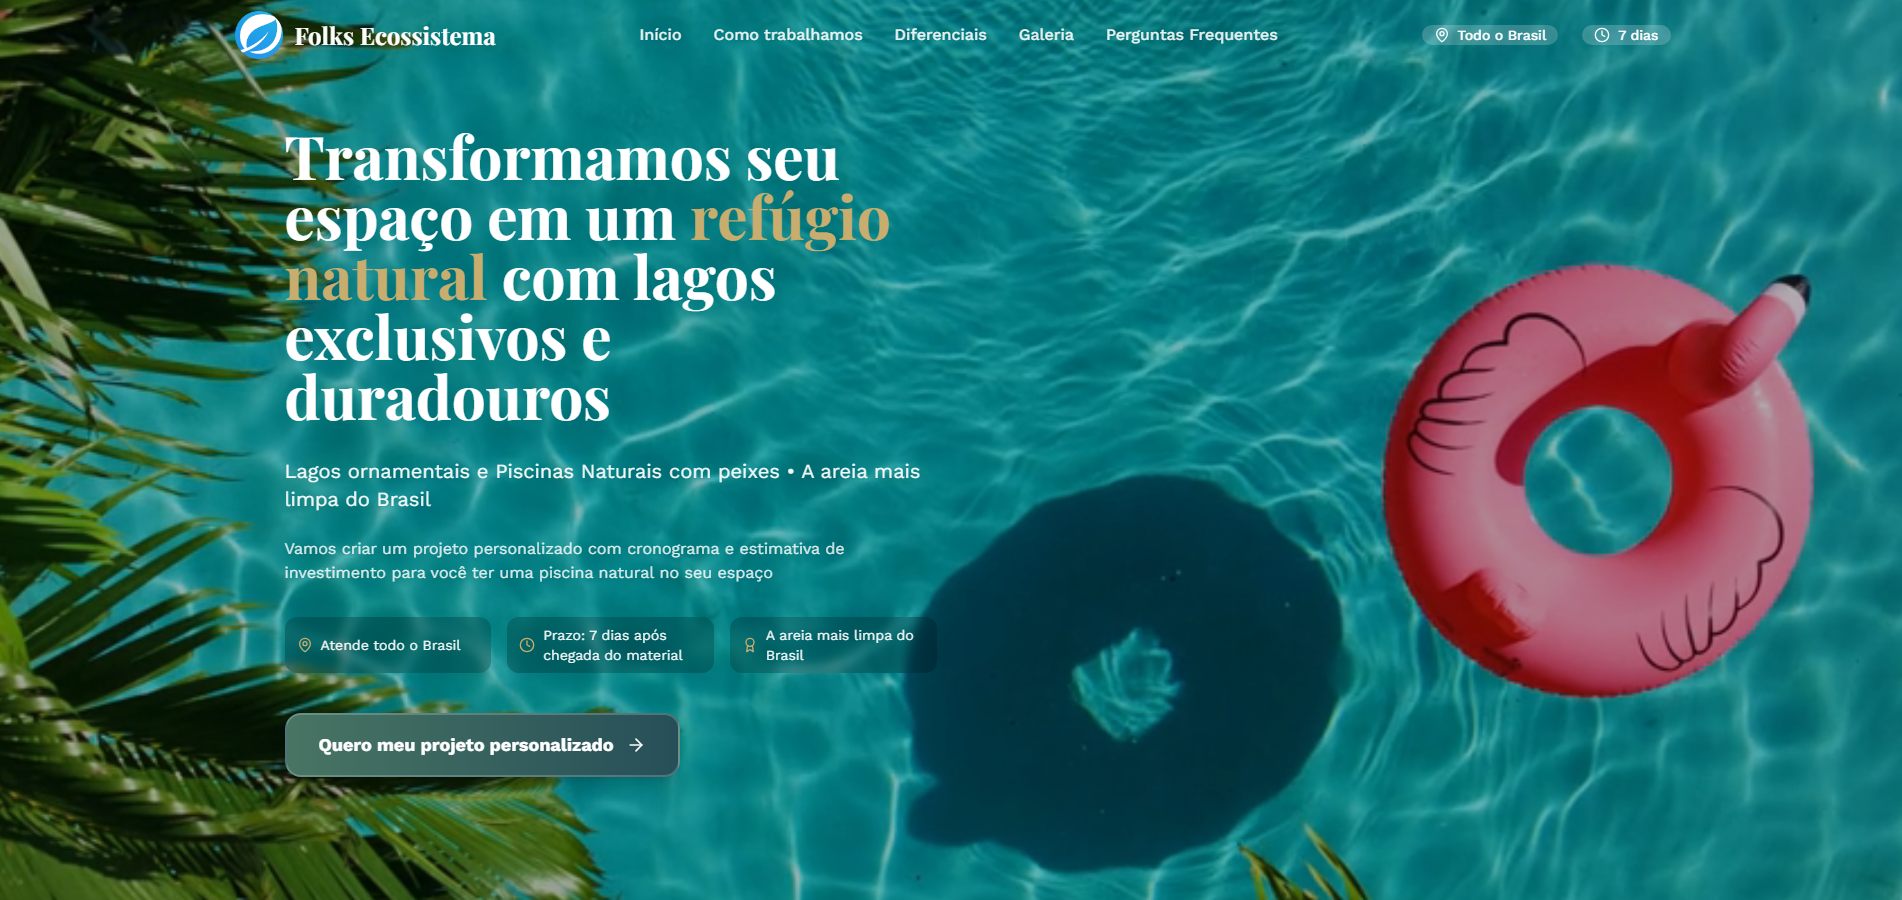 Folks Ecossistema
Início
Como trabalhamos
Diferenciais
Galeria
Perguntas Frequentes
Todo o Brasil
7 dias
Transformamos seu
espaço em um refúgio
natural com lagos
exclusivos e
duradouros
Lagos ornamentais e Piscinas Naturais com peixes • A areia mais
limpa do Brasil
Vamos criar um projeto personalizado com cronograma e estimativa de
investimento para você ter uma piscina natural no seu espaço
Atende todo o Brasil
Prazo: 7 dias após
chegada do material
A areia mais limpa do
Brasil
Quero meu projeto personalizado